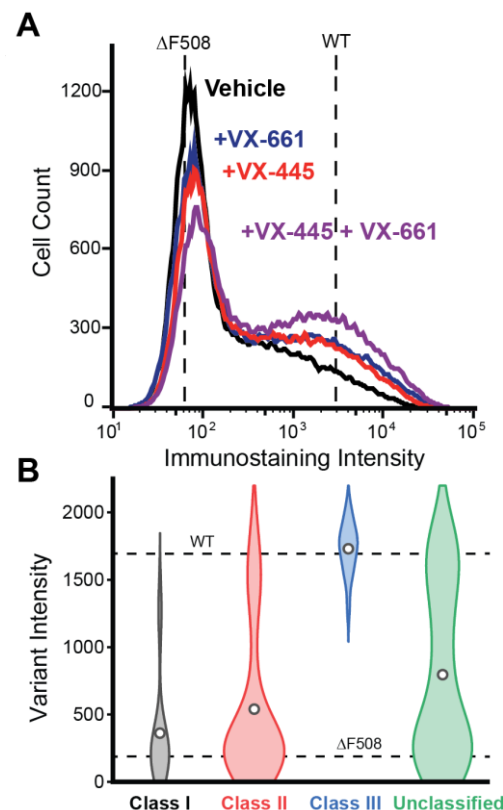 A
ΔF508
WT
Vehicle
+VX-661
+VX-445
+VX-445 + VX-661
Cell Count
1200
900
600
300
0
10¹
10²
10³
10⁴
10⁵
Immunostaining Intensity
B
Variant Intensity
2000
1500
1000
500
0
WT
ΔF508
Class I
Class II
Class III
Unclassified